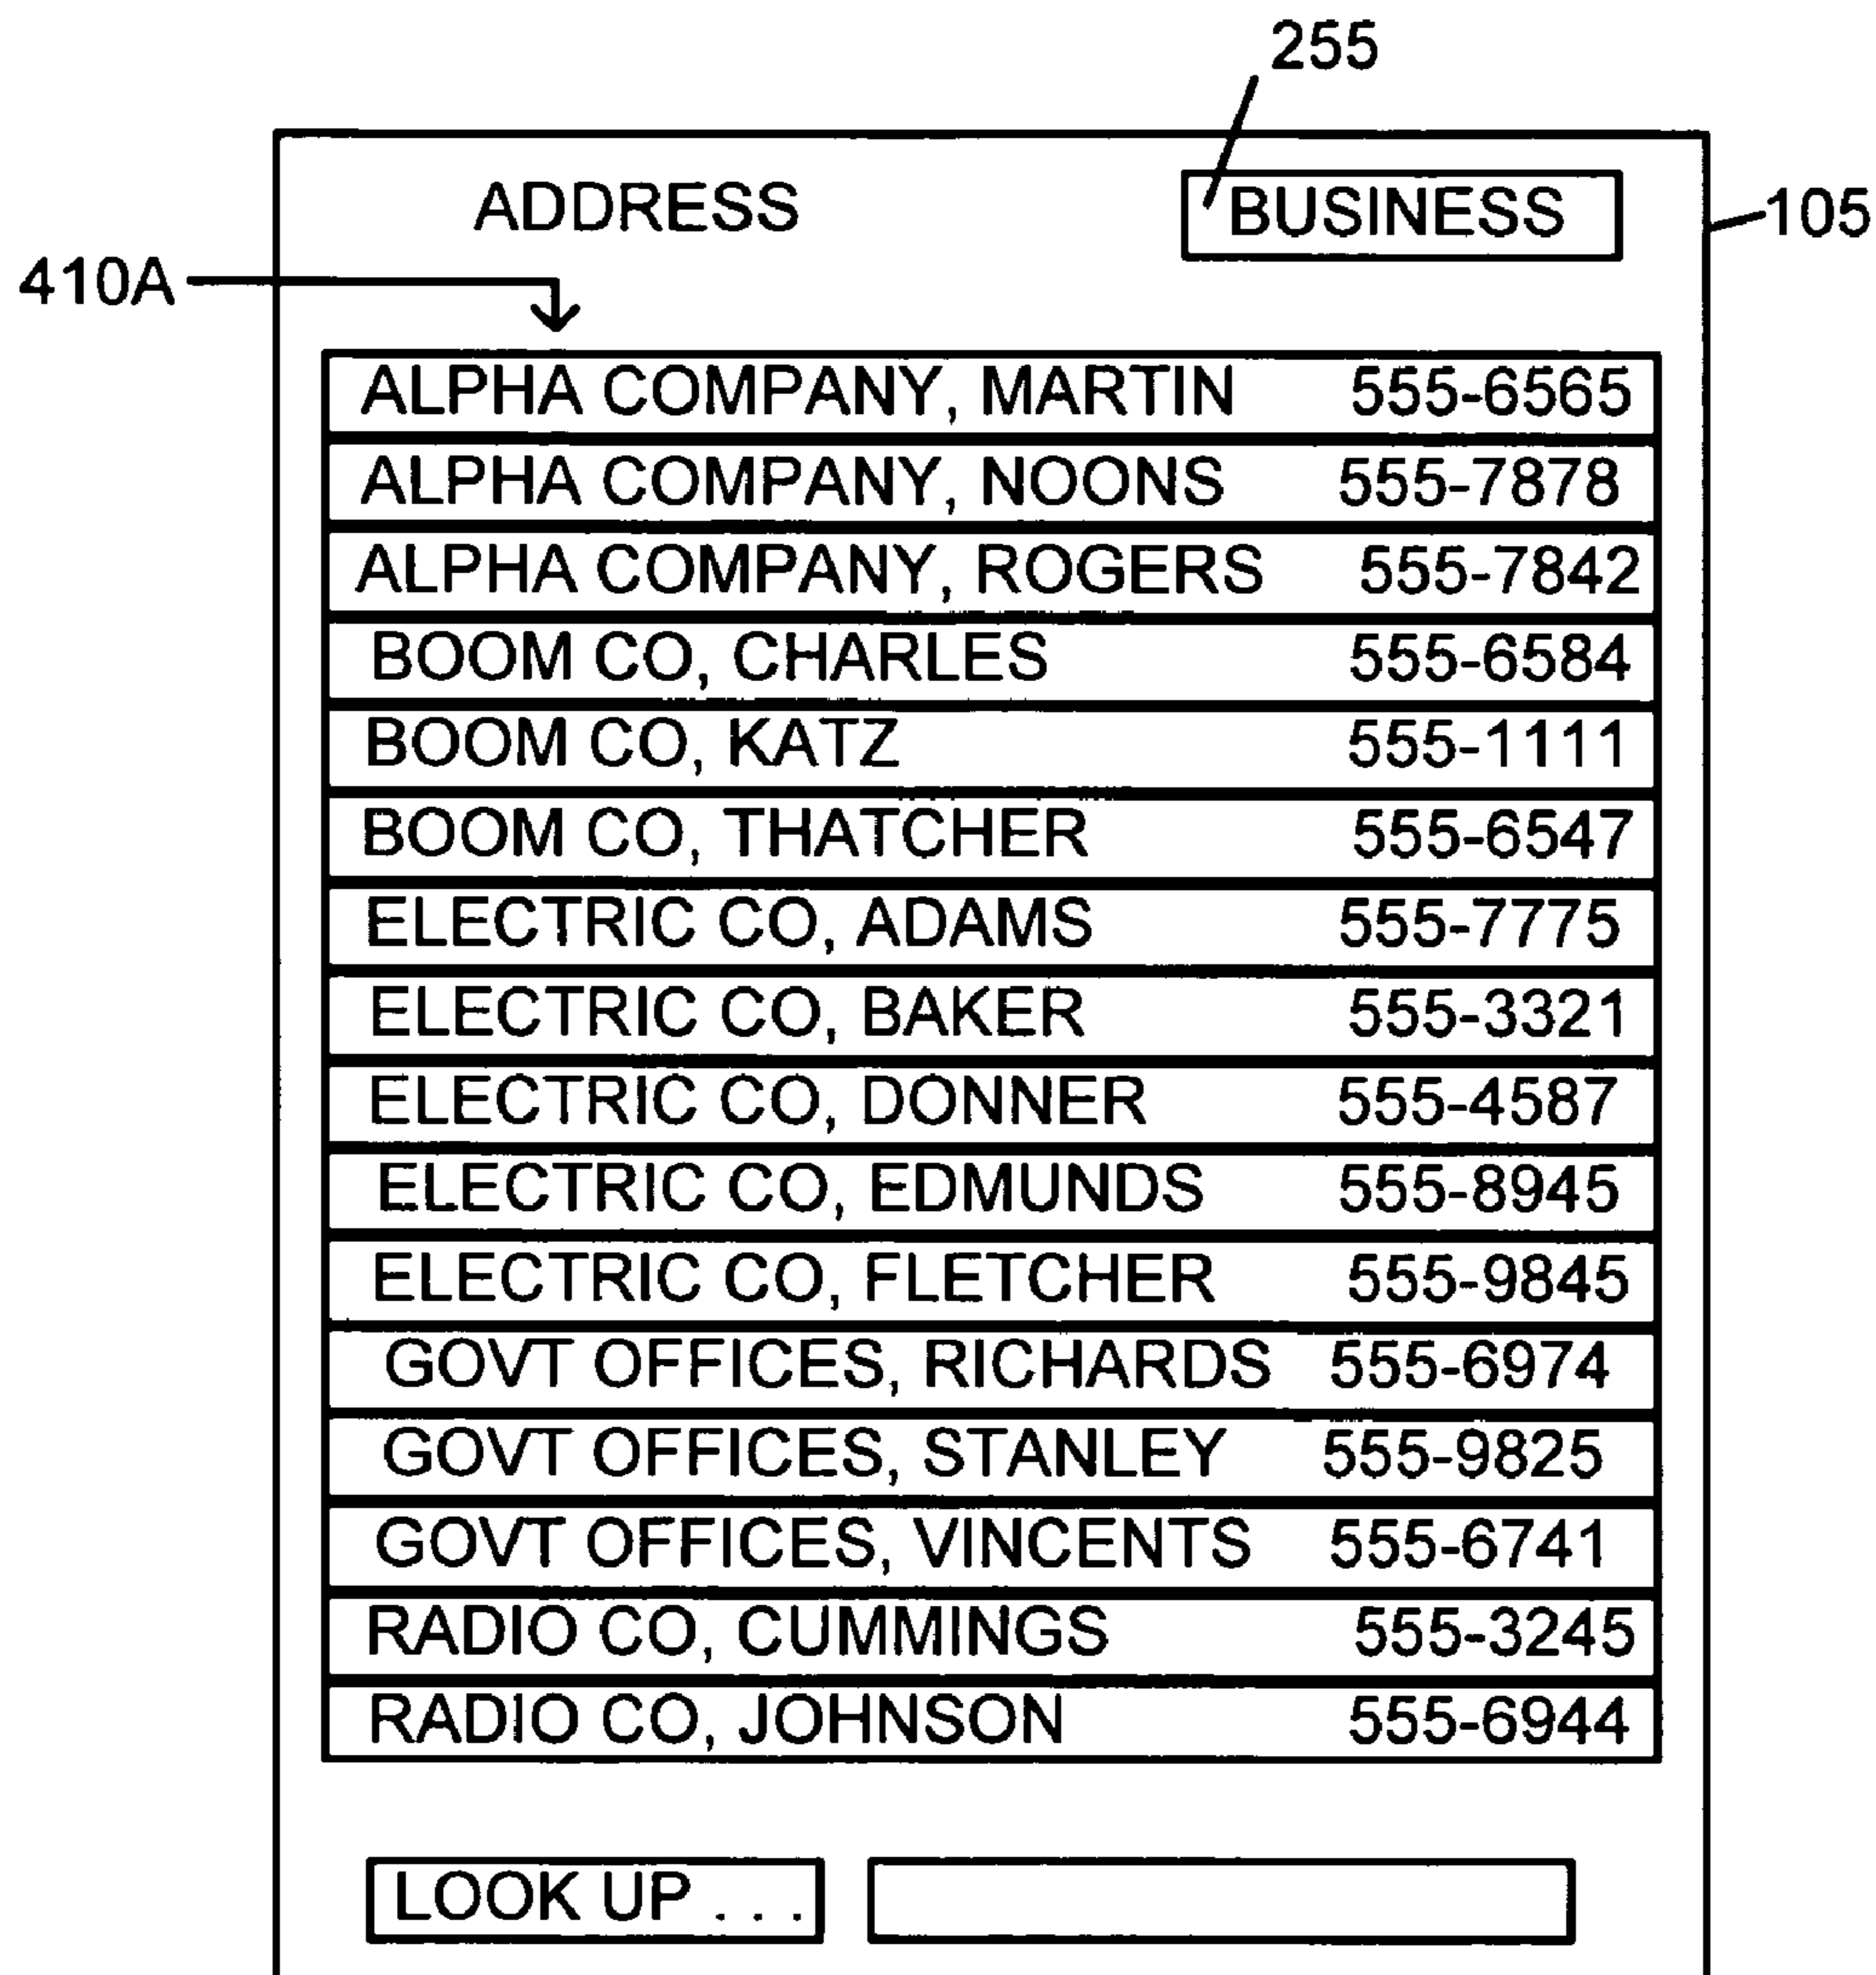 255
ADDRESS BUSINESS
105
410A
ALPHA COMPANY, MARTIN 555-6565
ALPHA COMPANY, NOONS 555-7878
ALPHA COMPANY, ROGERS 555-7842
BOOM CO, CHARLES 555-6584
BOOM CO, KATZ 555-1111
BOOM CO, THATCHER 555-6547
ELECTRIC CO, ADAMS 555-7775
ELECTRIC CO, BAKER 555-3321
ELECTRIC CO, DONNER 555-4587
ELECTRIC CO, EDMUNDS 555-8945
ELECTRIC CO, FLETCHER 555-9845
GOVT OFFICES, RICHARDS 555-6974
GOVT OFFICES, STANLEY 555-9825
GOVT OFFICES, VINCENTS 555-6741
RADIO CO, CUMMINGS 555-3245
RADIO CO, JOHNSON 555-6944
LOOK UP . . .